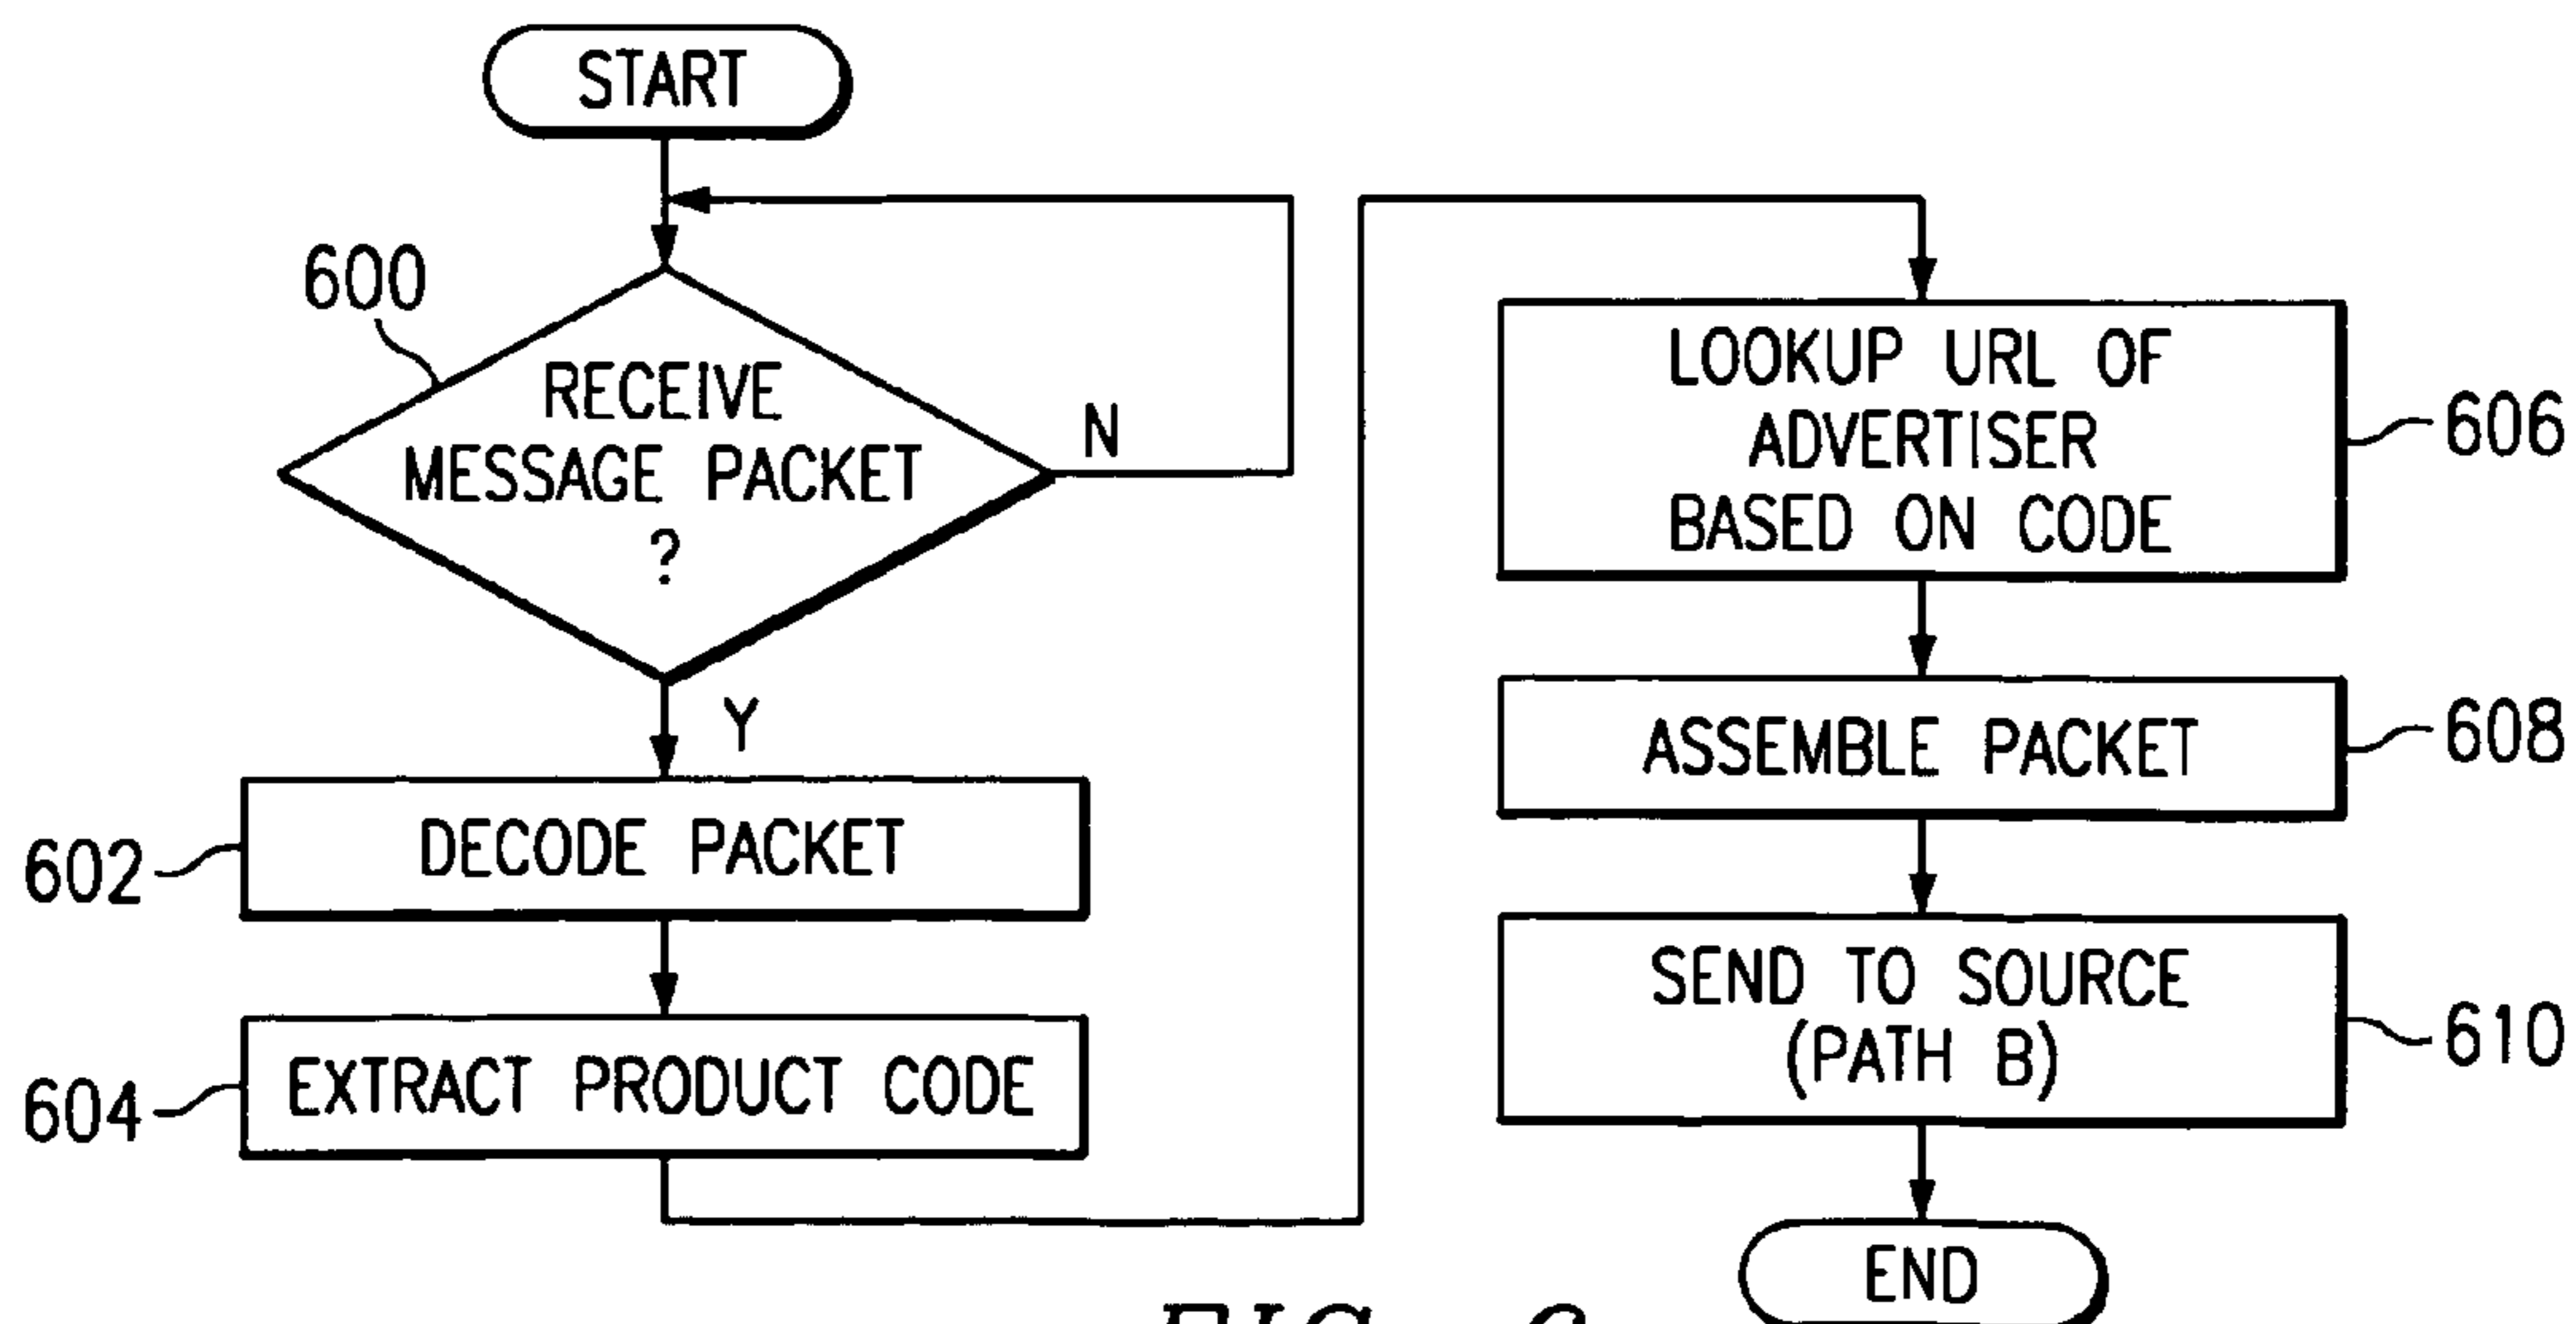 START
600
RECEIVE
MESSAGE PACKET
?
N
Y
602
DECODE PACKET
604
EXTRACT PRODUCT CODE
LOOKUP URL OF
ADVERTISER
BASED ON CODE
606
ASSEMBLE PACKET
608
SEND TO SOURCE
(PATH B)
610
END